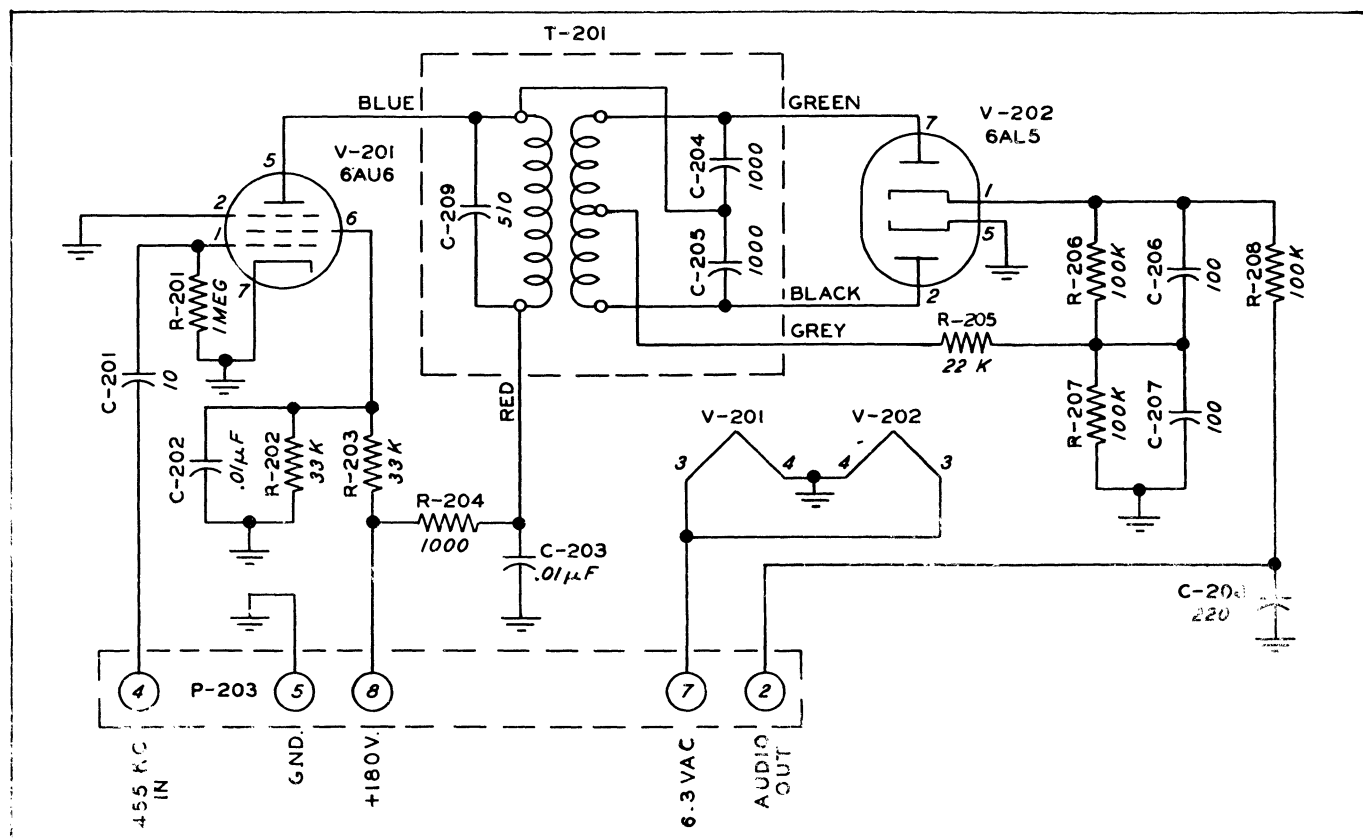 T-201
BLUE
GREEN
V-202
6AL5
7
V-201
6AU6
5
2
1
6
7
C-209
510
C-204
1000
C-205
1000
1
5
2
BLACK
GREY
R-205
22 K
R-206
100K
C-206
100
R-208
100K
R-207
100K
C-207
100
R-201
1MEG
C-201
10
C-202
.01µF
R-202
33K
R-203
33K
RED
R-204
1000
C-203
.01µF
V-201
V-202
3
4
4
3
220
4
P-203
5
8
7
2
455 KC
IN
GND.
+180V.
6.3VAC
AUDIO
OUT